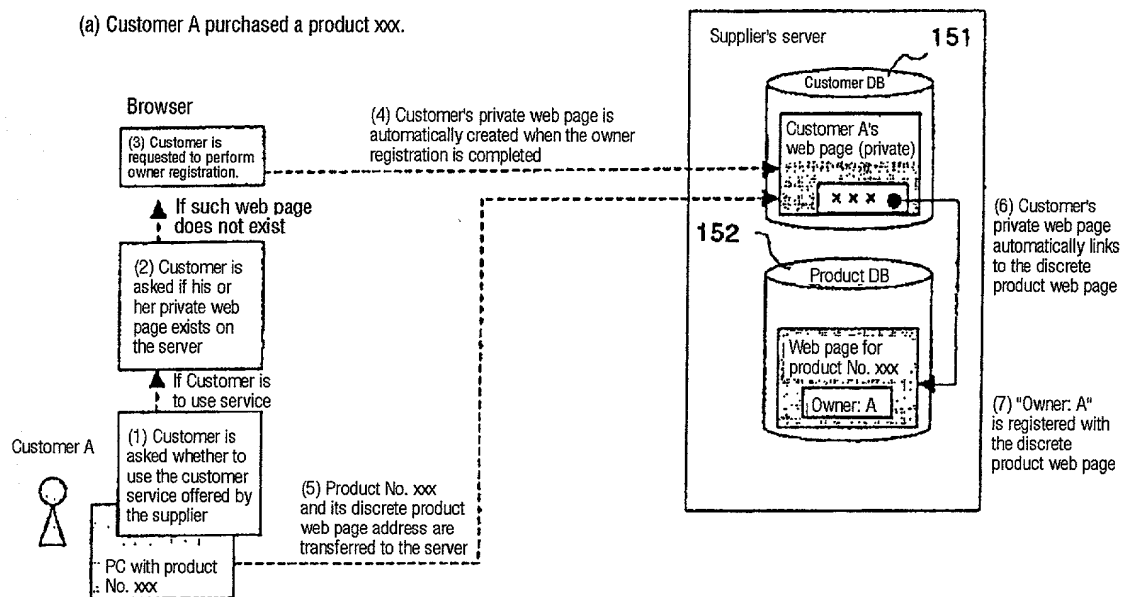 (a) Customer A purchased a product xxx.
Supplier's server
151
Customer DB
Browser
(3) Customer is
requested to perform
owner registration.
(4) Customer's private web page is
automatically created when the owner
registration is completed
Customer A's
web page (private)
x x x
If such web page
does not exist
(6) Customer's
private web page
automatically links
to the discrete
product web page
152
Product DB
(2) Customer is
asked if his or
her private web
page exists on
the server
Web page for
product No. xxx
Owner: A
If Customer is
to use service
(7) "Owner: A"
is registered with
the discrete
product web page
Customer A
(1) Customer is
asked whether to
use the customer
service offered by
the supplier
(5) Product No. xxx
and its discrete product
web page address are
transferred to the server
PC with product
No. xxx